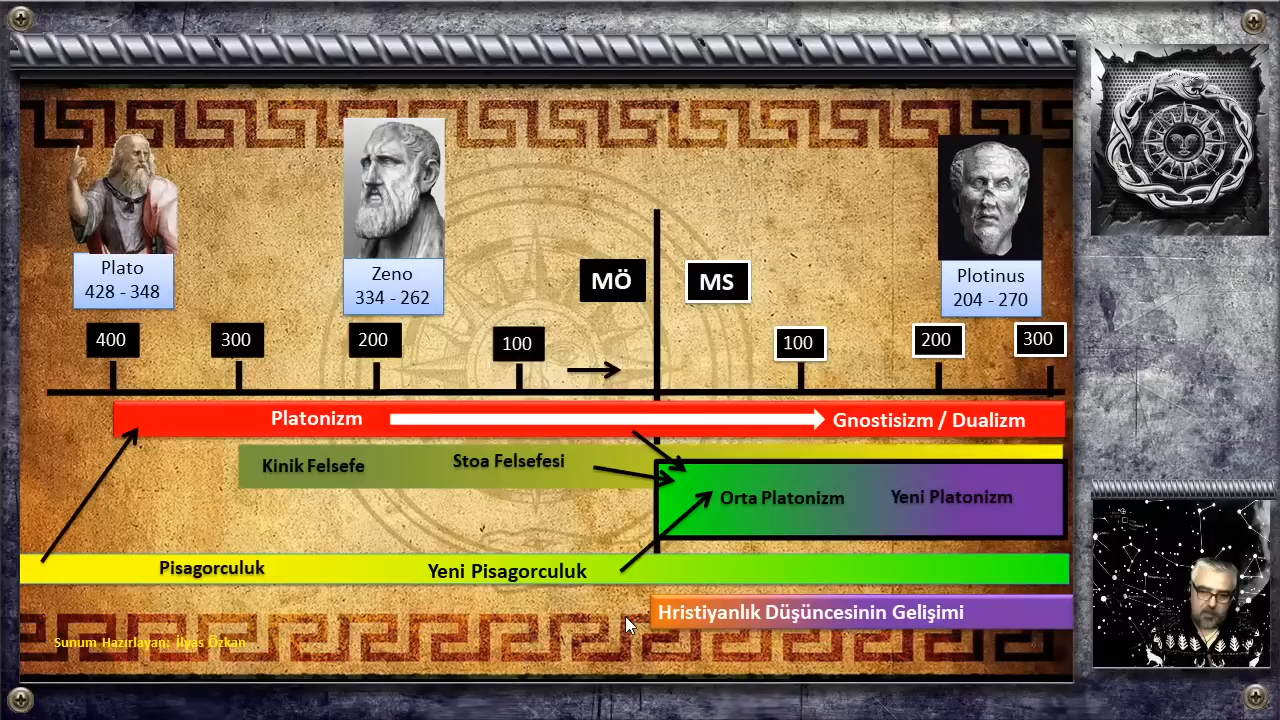 Plato
428 - 348
Zeno
334 - 262
MÖ
MS
Plotinus
204 - 270
400
300
200
100
100
200
300
Platonizm
Gnostisizm / Dualizm
Kinik Felsefe
Stoa Felsefesi
Orta Platonizm
Yeni Platonizm
Pisagorculuk
Yeni Pisagorculuk
Hristiyanlık Düşüncesinin Gelişimi
Sunum Hazırlayan: İlyas Özkan